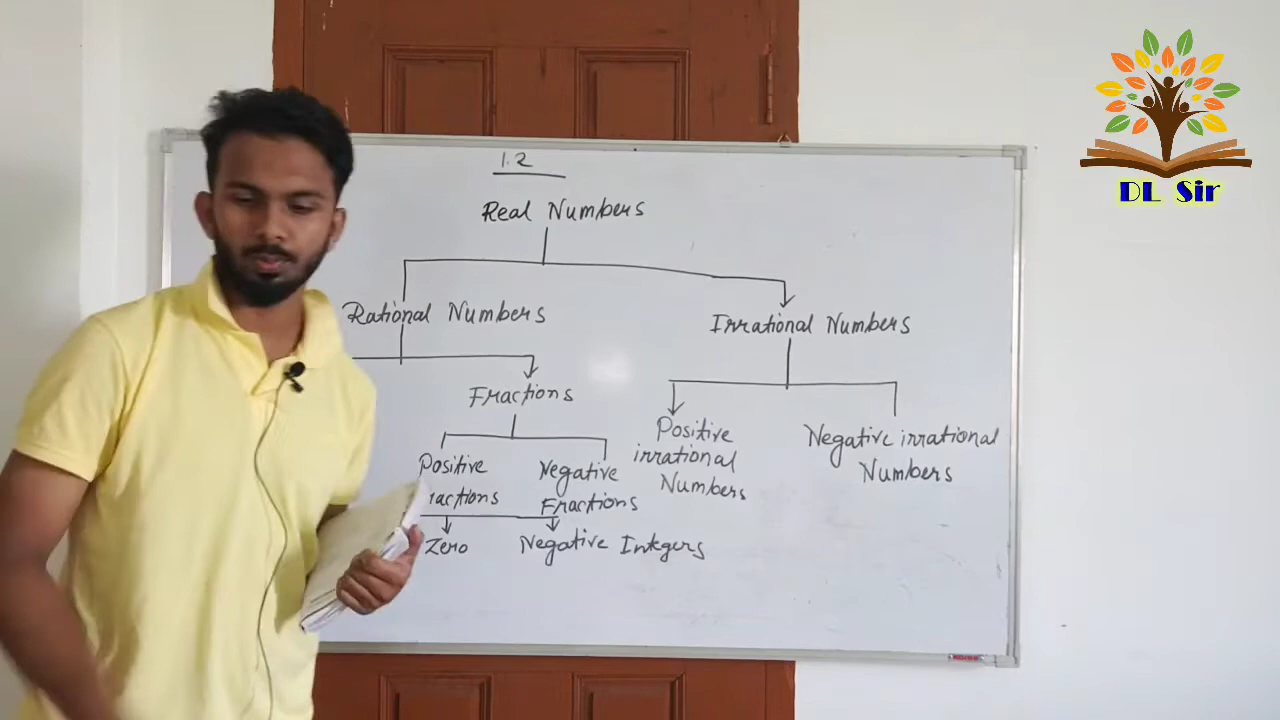 1.2
Real Numbers
Rational Numbers
Irrational Numbers
Fractions
Positive
irrational
Numbers
Negative irrational
Numbers
Positive
ractions
Negative
Fractions
Zero
Negative Integers
DL Sir